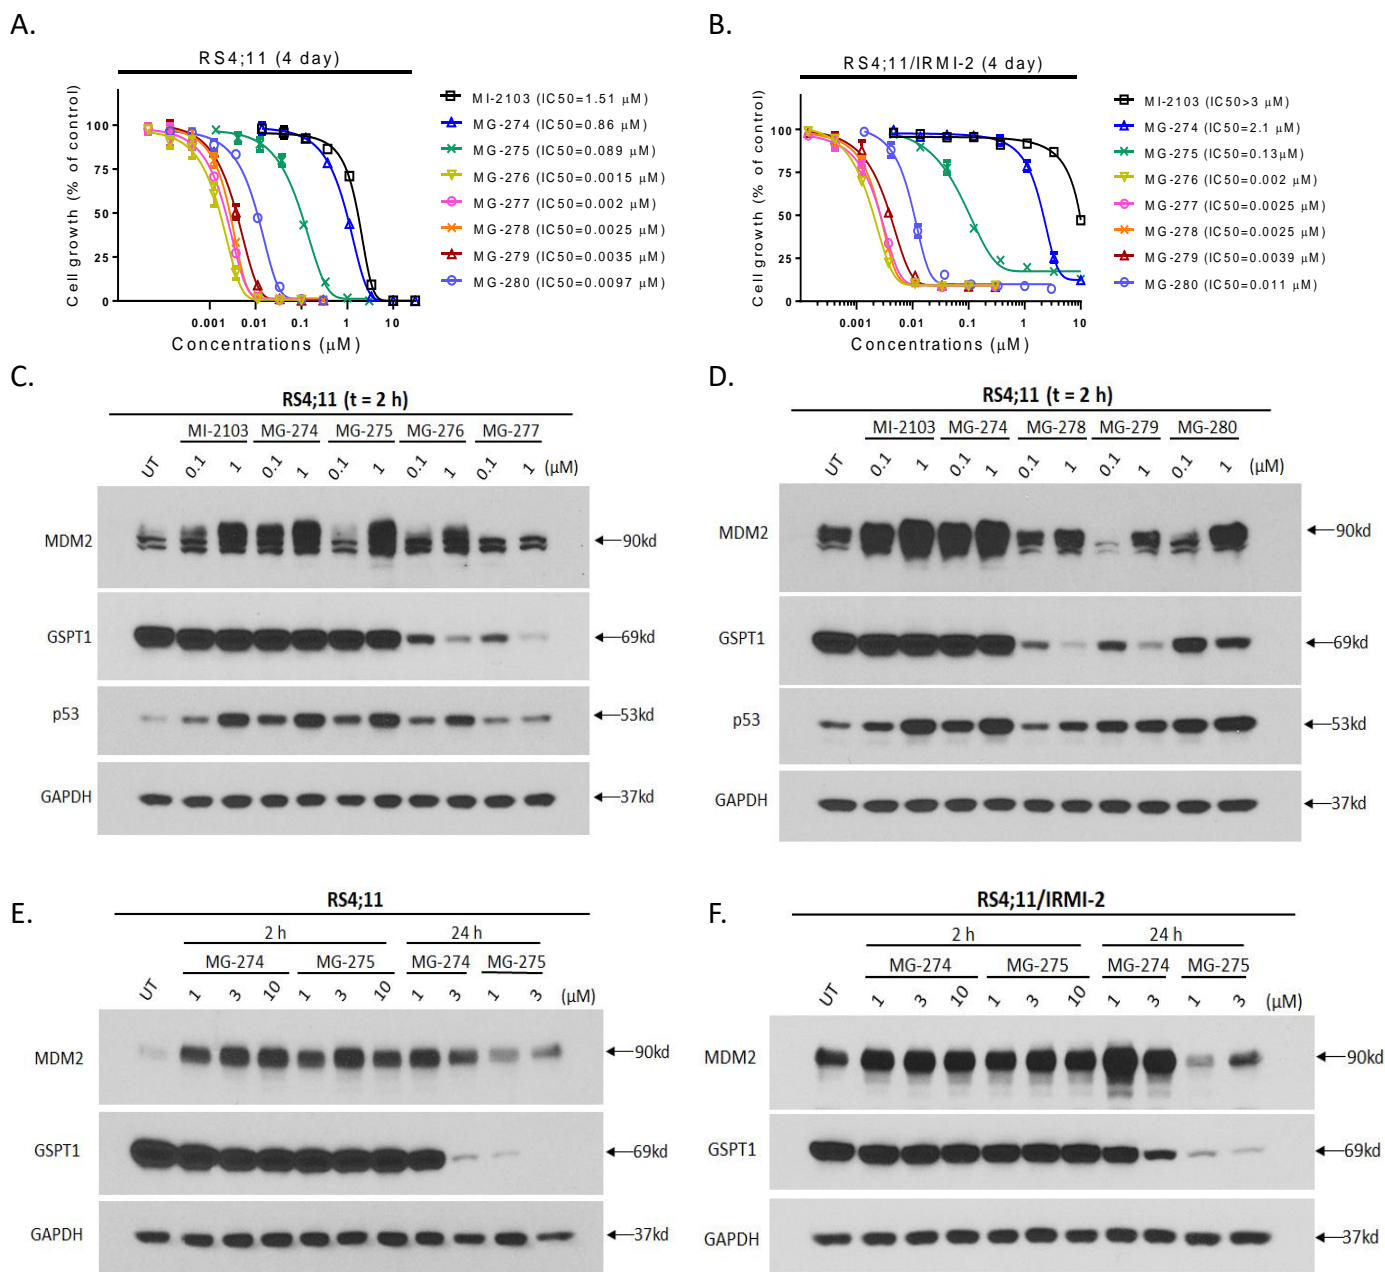 A.
RS4;11 (4 day)
Cell growth (% of control)
100
75
50
25
0
0.001 0.01 0.1 1 10
Concentrations (μM)
MI-2103 (IC50=1.51 μM)
MG-274 (IC50=0.86 μM)
MG-275 (IC50=0.089 μM)
MG-276 (IC50=0.0015 μM)
MG-277 (IC50=0.002 μM)
MG-278 (IC50=0.0025 μM)
MG-279 (IC50=0.0035 μM)
MG-280 (IC50=0.0097 μM)
B.
RS4;11/IRMI-2 (4 day)
Cell growth (% of control)
100
75
50
25
0
0.001 0.01 0.1 1 10
Concentrations (μM)
MI-2103 (IC50>3 μM)
MG-274 (IC50=2.1 μM)
MG-275 (IC50=0.13μM)
MG-276 (IC50=0.002 μM)
MG-277 (IC50=0.0025 μM)
MG-278 (IC50=0.0025 μM)
MG-279 (IC50=0.0039 μM)
MG-280 (IC50=0.011 μM)
C.
RS4;11 (t = 2 h)
MI-2103 MG-274 MG-275 MG-276 MG-277
UT 0.1 1 0.1 1 0.1 1 0.1 1 0.1 1 (μM)
MDM2 90kd
GSPT1 69kd
p53 53kd
GAPDH 37kd
D.
RS4;11 (t = 2 h)
MI-2103 MG-274 MG-278 MG-279 MG-280
UT 0.1 1 0.1 1 0.1 1 0.1 1 0.1 1 (μM)
MDM2 90kd
GSPT1 69kd
p53 53kd
GAPDH 37kd
E.
RS4;11
2 h 24 h
MG-274 MG-275 MG-274 MG-275
UT 1 3 10 1 3 10 1 3 1 3 (μM)
MDM2 90kd
GSPT1 69kd
GAPDH 37kd
F.
RS4;11/IRMI-2
2 h 24 h
MG-274 MG-275 MG-274 MG-275
UT 1 3 10 1 3 10 1 3 1 3 (μM)
MDM2 90kd
GSPT1 69kd
GAPDH 37kd